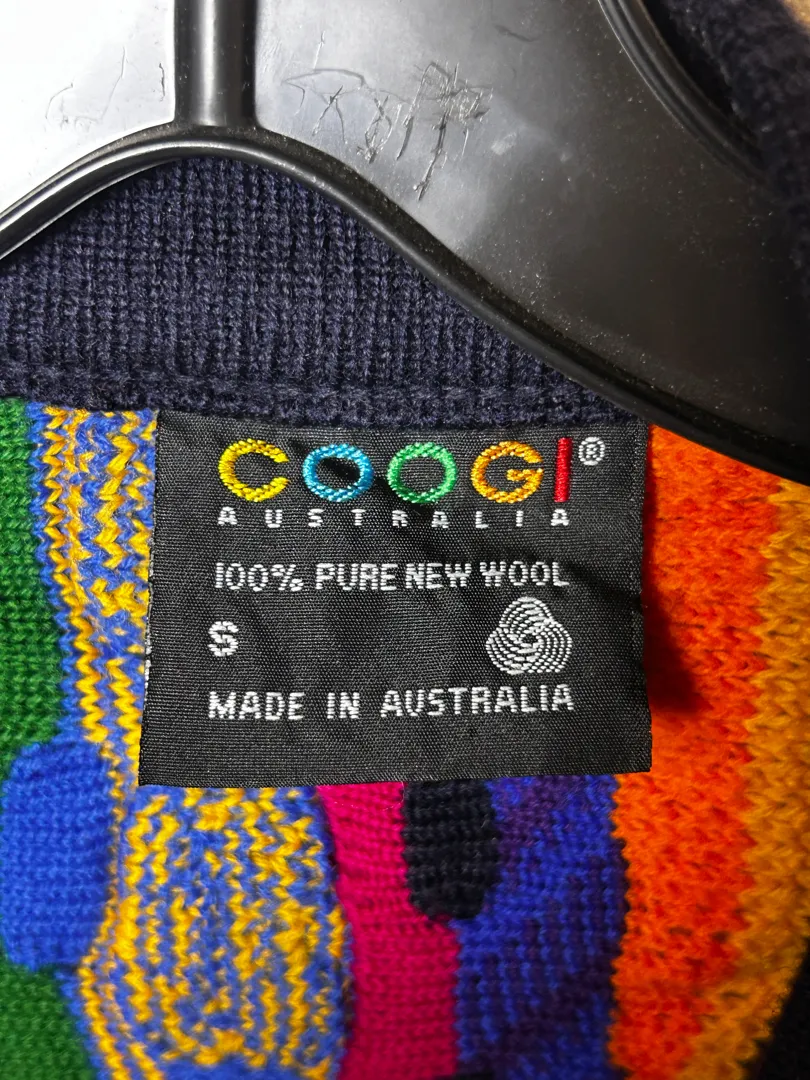 COOGI®
AUSTRALIA
100% PURE NEW WOOL
S
MADE IN AUSTRALIA